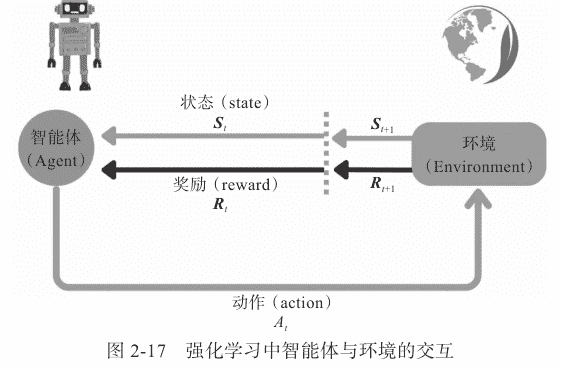 状态（state）
S_t
S_{t+1}
智能体
（Agent）
环境
（Environment）
奖励（reward）
R_t
R_{t+1}
动作（action）
A_t
图 2-17 强化学习中智能体与环境的交互